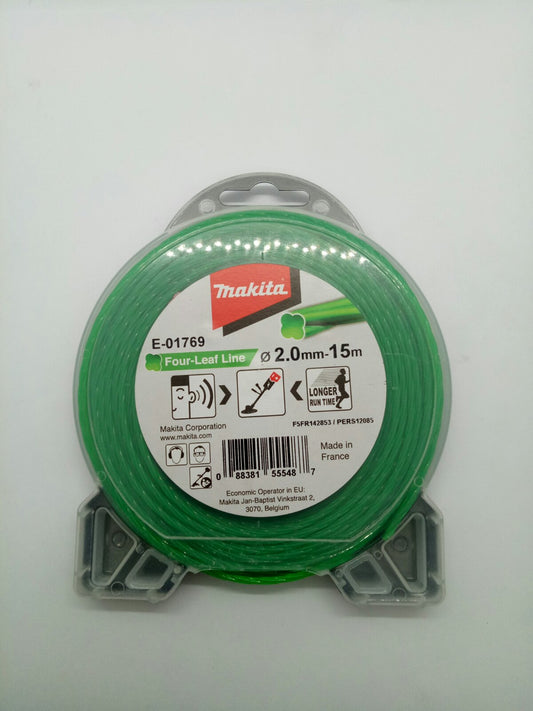 makita
E-01769
Four-Leaf Line
Ø 2.0mm-15m
LONGER
RUN TIME
F5FR142853 / PERS12085
Makita Corporation
www.makita.com
Made in
France
0 88381 55548 7
Economic Operator in EU:
Makita Jan-Baptist Vinkstraat 2,
3070, Belgium